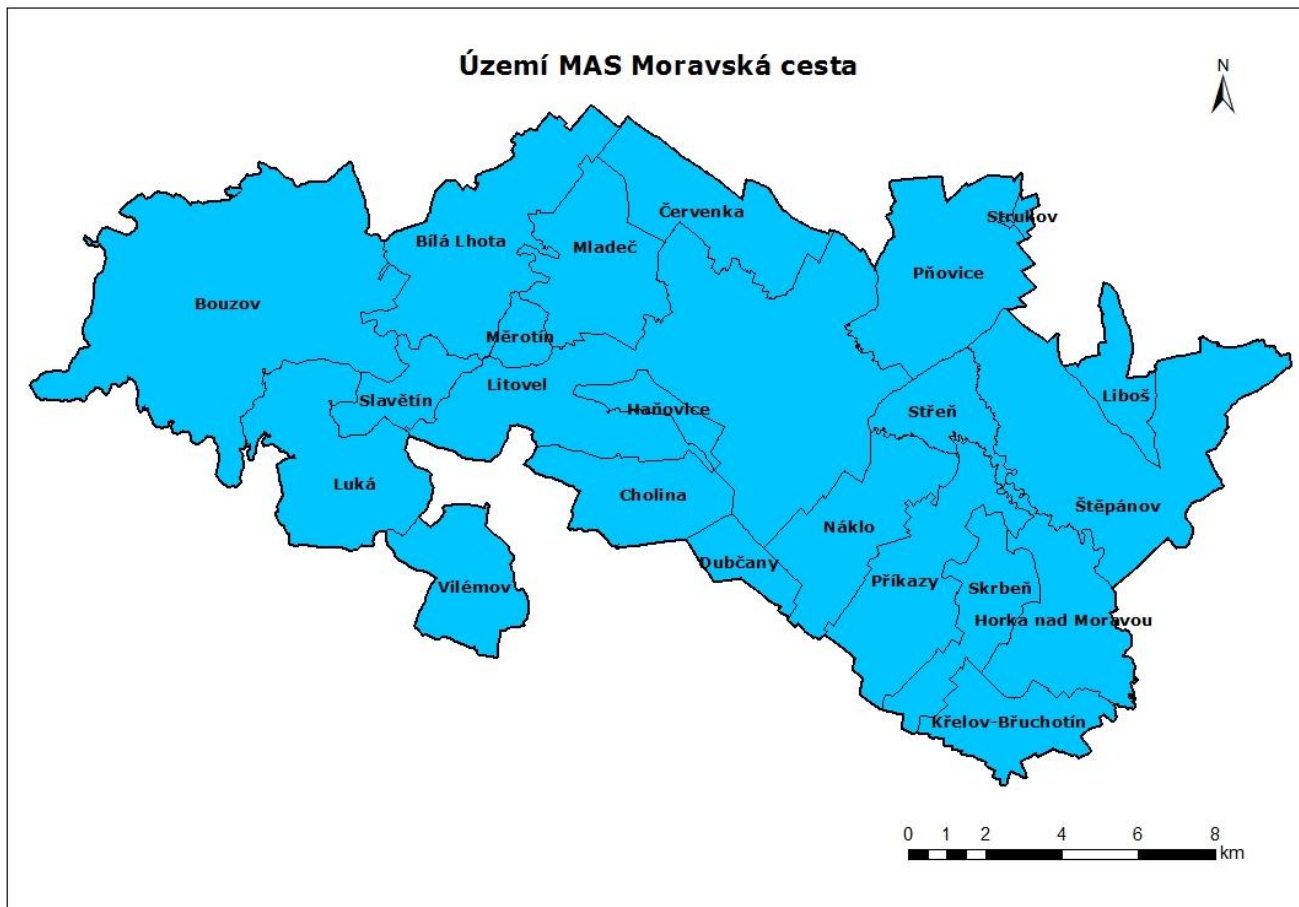 Území MAS Moravská cesta
N
Červenka
Strukov
Bílá Lhota
Mladeč
Pňovice
Bouzov
Měrotín
Litovel
Liboš
Slavětín
Haňovice
Střeň
Luká
Cholina
Štěpánov
Náklo
Dubčany
Příkazy
Skrbeň
Vilémov
Horka nad Moravou
Křelov-Břuchotín
0 1 2 4 6 8
km